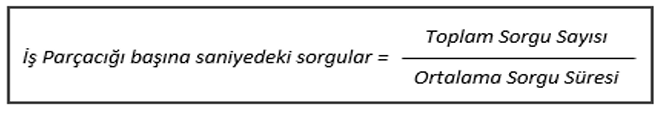 İş Parçacığı başına saniyedeki sorgular =
Toplam Sorgu Sayısı
Ortalama Sorgu Süresi